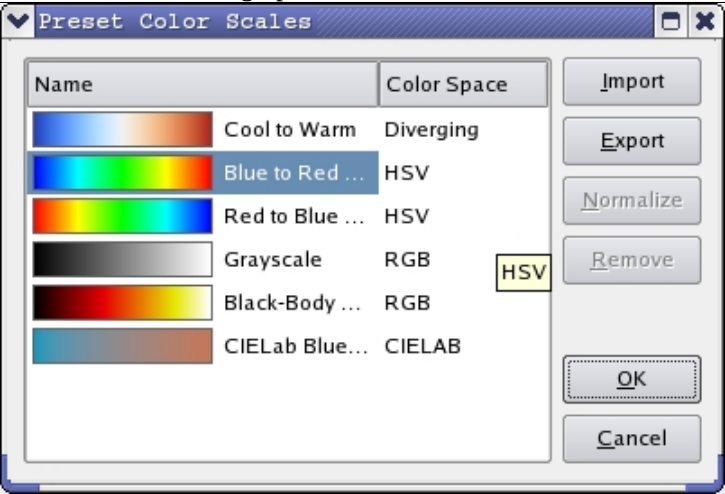 Preset Color Scales
Name Color Space
Cool to Warm Diverging
Blue to Red ... HSV
Red to Blue ... HSV
Grayscale RGB
Black-Body ... RGB
CIELab Blue... CIELAB
HSV
Import
Export
Normalize
Remove
OK
Cancel